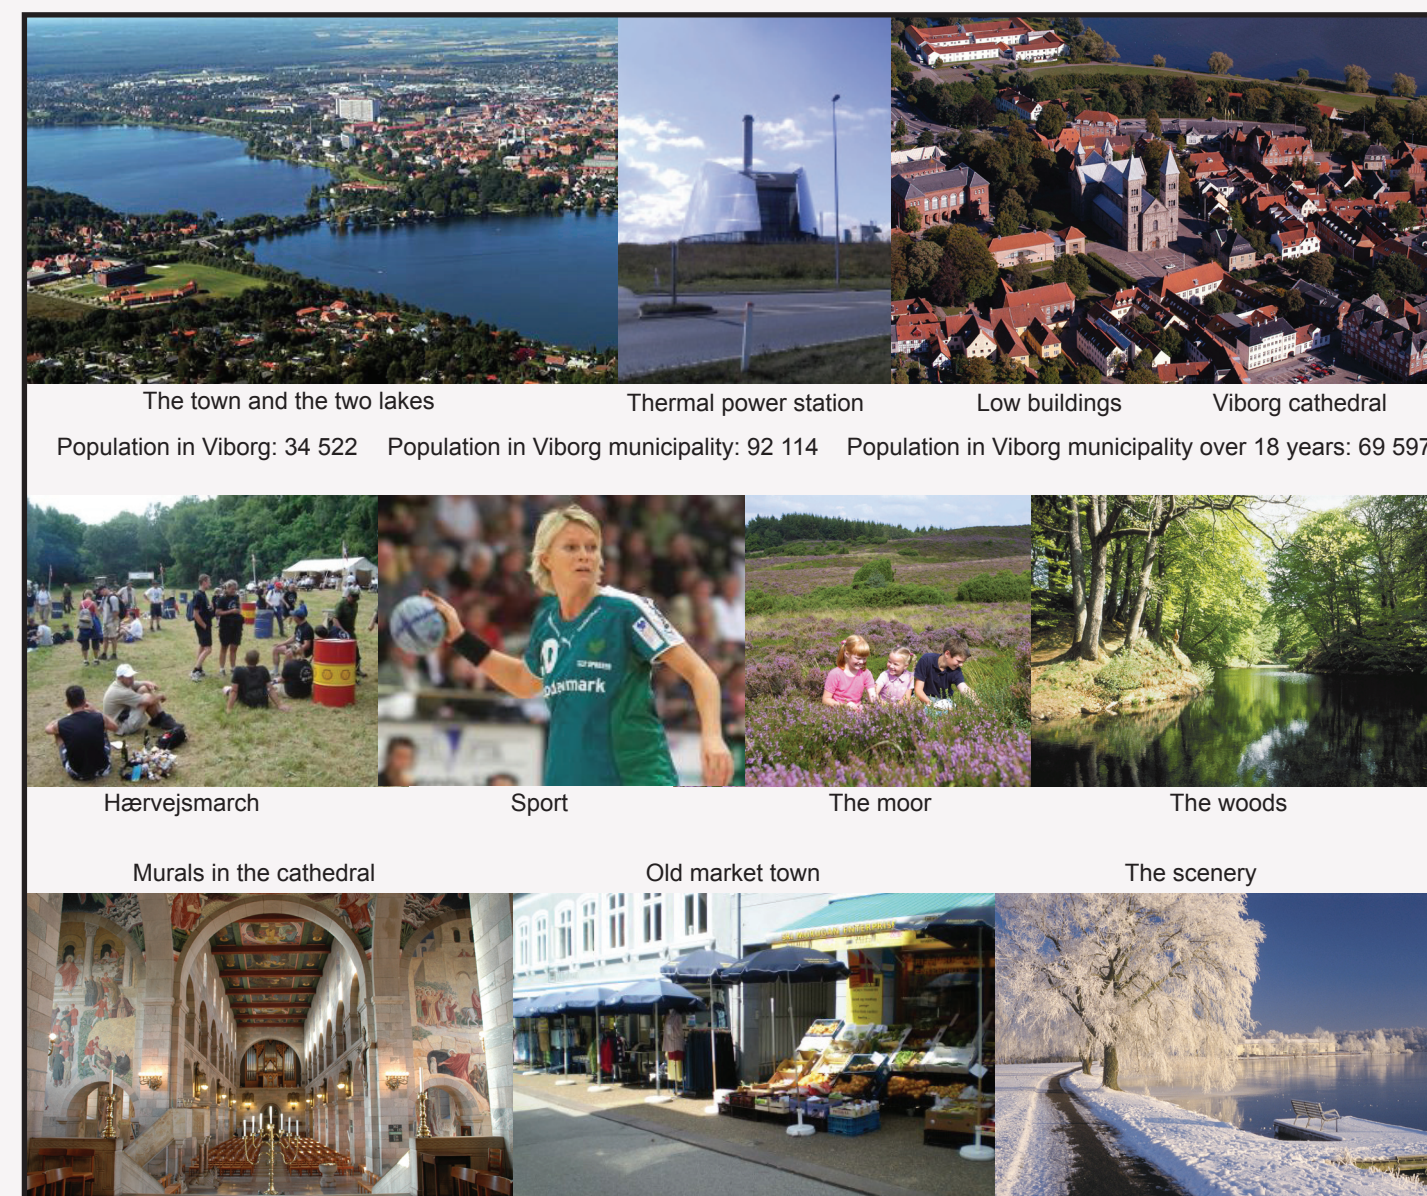 The town and the two lakes
Thermal power station
Low buildings
Viborg cathedral
Population in Viborg: 34 522 Population in Viborg municipality: 92 114 Population in Viborg municipality over 18 years: 69 597
Hærvejsmarch
Sport
The moor
The woods
Murals in the cathedral
Old market town
The scenery